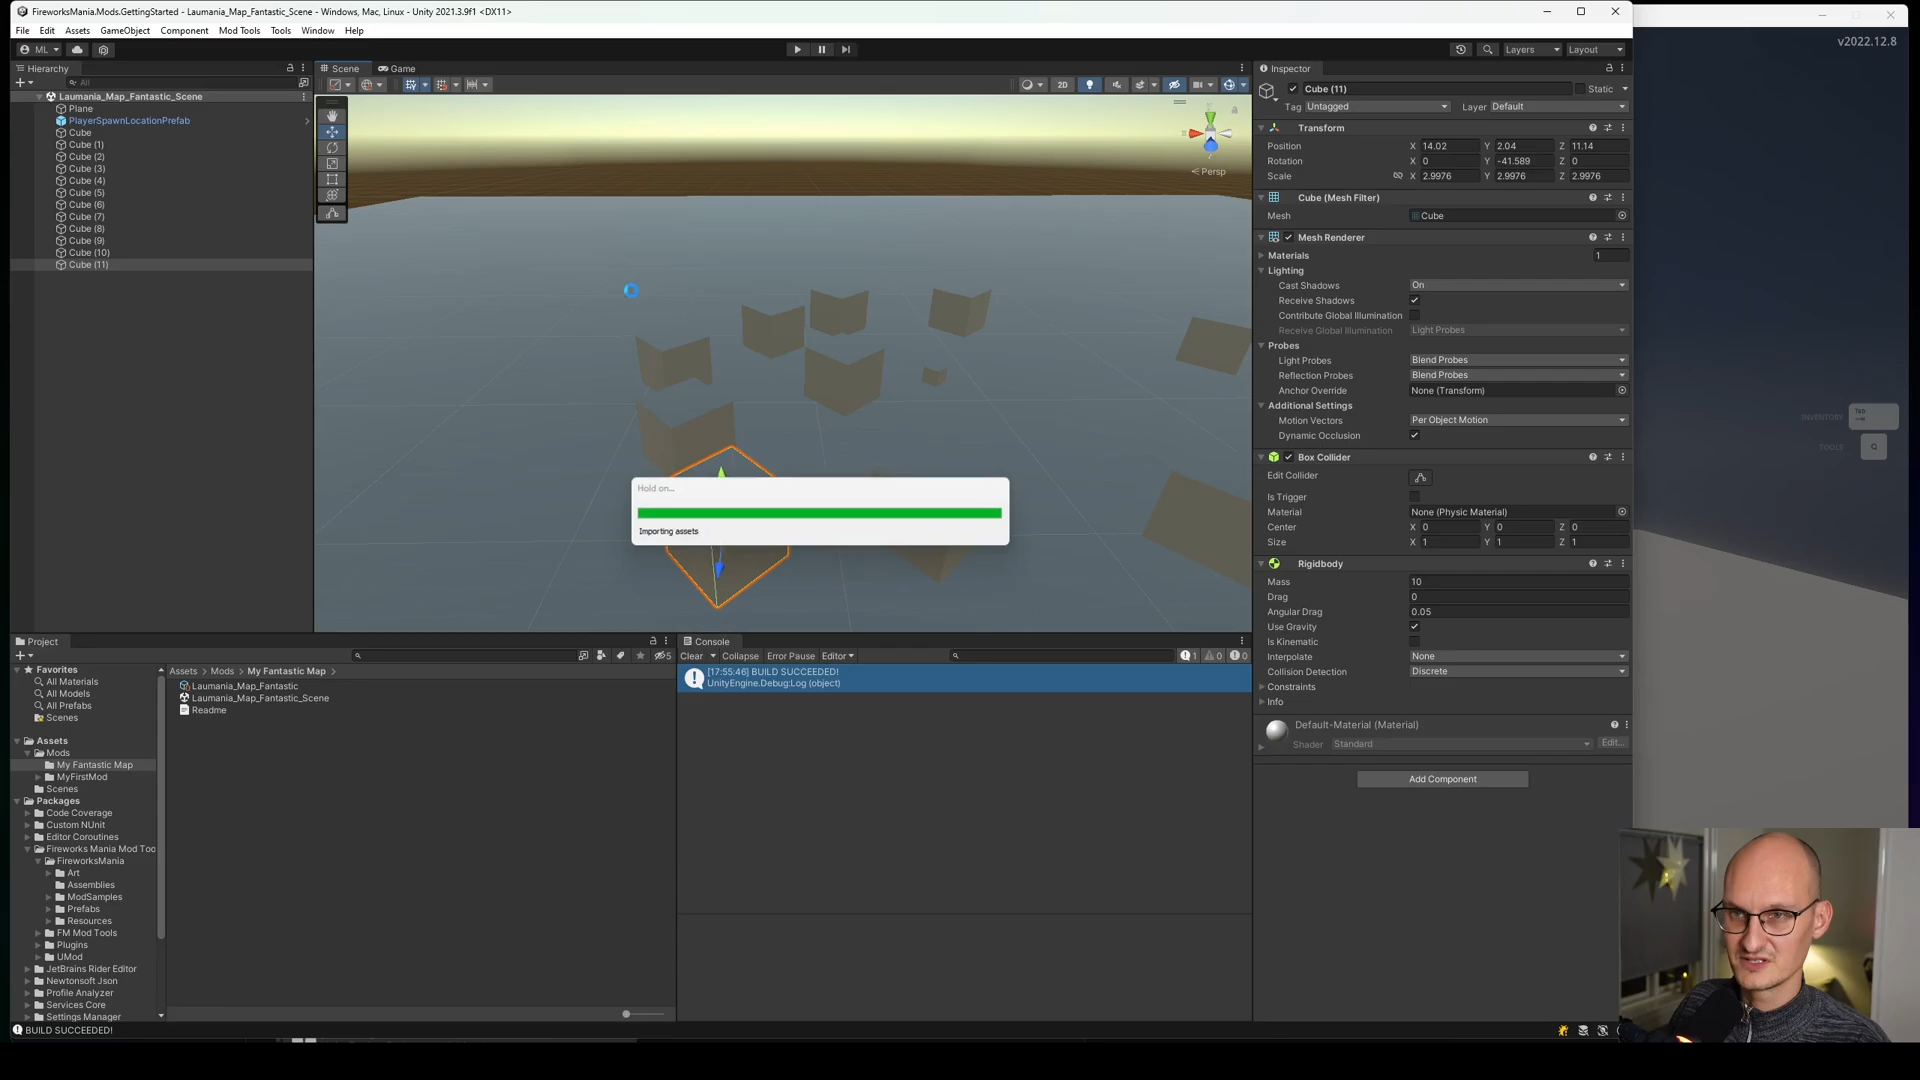 FireworksMania.Mods.GettingStarted - Laumania_Map_Fantastic_Scene - Windows, Mac, Linux - Unity 2021.3.9f1 <DX11>
v2022.12.8
File Edit Assets GameObject Component Mod Tools Tools Window Help
ML
Layers Layout
Hierarchy
All
Laumania_Map_Fantastic_Scene
Plane
PlayerSpawnLocationPrefab
Cube
Cube (1)
Cube (2)
Cube (3)
Cube (4)
Cube (5)
Cube (6)
Cube (7)
Cube (8)
Cube (9)
Cube (10)
Cube (11)
Scene Game
2D
Persp
Hold on...
Importing assets
Inspector
Cube (11) Static
Tag Untagged Layer Default
Transform
Position X 14.02 Y 2.04 Z 11.14
Rotation X 0 Y -41.589 Z 0
Scale X 2.9976 Y 2.9976 Z 2.9976
Cube (Mesh Filter)
Mesh Cube
Mesh Renderer
Materials 1
Lighting
Cast Shadows On
Receive Shadows
Contribute Global Illumination
Receive Global Illumination Light Probes
Probes
Light Probes Blend Probes
Reflection Probes Blend Probes
Anchor Override None (Transform)
Additional Settings
Motion Vectors Per Object Motion
Dynamic Occlusion
Box Collider
Edit Collider
Is Trigger
Material None (Physic Material)
Center X 0 Y 0 Z 0
Size X 1 Y 1 Z 1
Rigidbody
Mass 10
Drag 0
Angular Drag 0.05
Use Gravity
Is Kinematic
Interpolate None
Collision Detection Discrete
Constraints
Info
Default-Material (Material)
Shader Standard Edit...
Add Component
INVENTORY Tab
TOOLS Q
Project
5
Favorites
All Materials
All Models
All Prefabs
Scenes
Assets
Mods
My Fantastic Map
MyFirstMod
Scenes
Packages
Code Coverage
Custom NUnit
Editor Coroutines
Fireworks Mania Mod Too
FireworksMania
Art
Assemblies
ModSamples
Prefabs
Resources
FM Mod Tools
Plugins
UMod
JetBrains Rider Editor
Newtonsoft Json
Profile Analyzer
Services Core
Settings Manager
Assets > Mods > My Fantastic Map >
Laumania_Map_Fantastic
Laumania_Map_Fantastic_Scene
Readme
Console
Clear Collapse Error Pause Editor 1 0 0
[17:55:46] BUILD SUCCEEDED!
UnityEngine.Debug:Log (object)
BUILD SUCCEEDED!